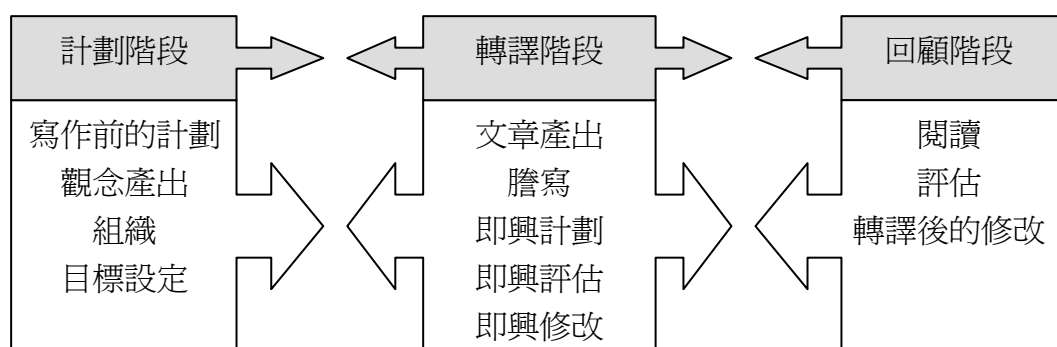 計劃階段
寫作前的計劃
觀念產出
組織
目標設定
轉譯階段
文章產出
謄寫
即興計劃
即興評估
即興修改
回顧階段
閱讀
評估
轉譯後的修改